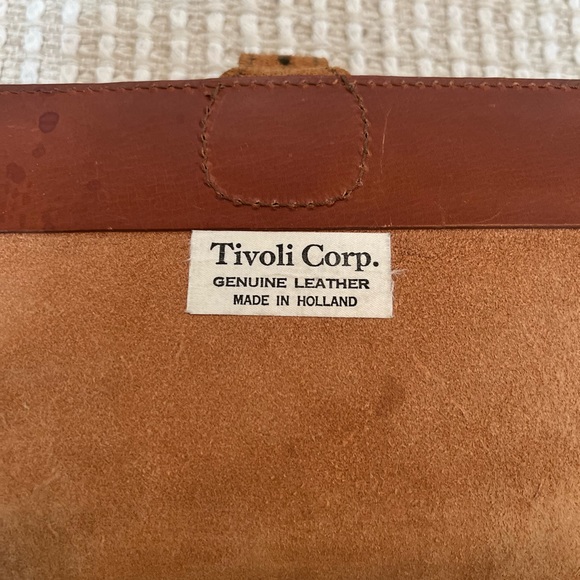 Tivoli Corp.
GENUINE LEATHER
MADE IN HOLLAND